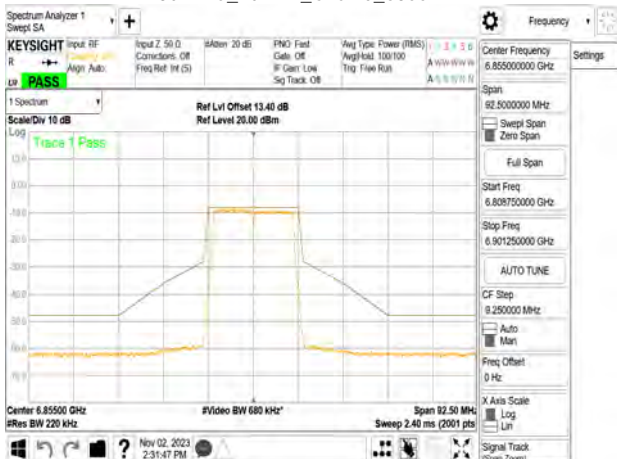 Spectrum Analyzer 1
Swept SA
Frequency
KEYSIGHT
Input: RF
Input Z: 50 Ω
#Atten: 20 dB
PNO: Fast
Avg Type: Power (RMS)
Corrections: Off
Gate: Off
Avg|Hold: 100/100
Align: Auto
Freq Ref: Int (S)
IF Gain: Low
Trig: Free Run
Sig Track: Off
PASS
Center Frequency
6.855000000 GHz
Settings
Span
92.5000000 MHz
Swept Span
Zero Span
Full Span
Start Freq
6.808750000 GHz
Stop Freq
6.901250000 GHz
AUTO TUNE
CF Step
9.250000 MHz
Auto
Man
Freq Offset
0 Hz
X Axis Scale
Log
Lin
Signal Track
1 Spectrum
Scale/Div 10 dB
Ref Lvl Offset 13.40 dB
Ref Level 20.00 dBm
Log
Trace 1 Pass
Center 6.85500 GHz
#Video BW 680 kHz*
Span 92.50 MHz
#Res BW 220 kHz
Sweep 2.40 ms (2001 pts
Nov 02, 2023
2:31:47 PM